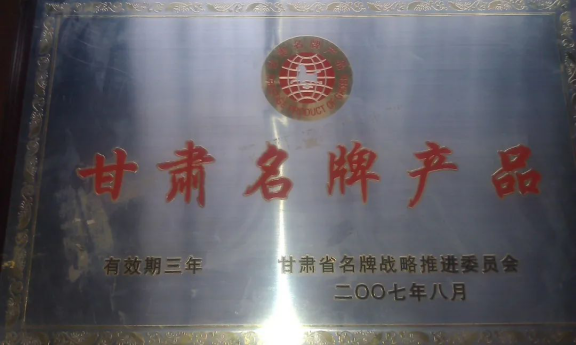 甘肃名牌产品
有效期三年
甘肃省名牌战略推进委员会
二〇〇七年八月